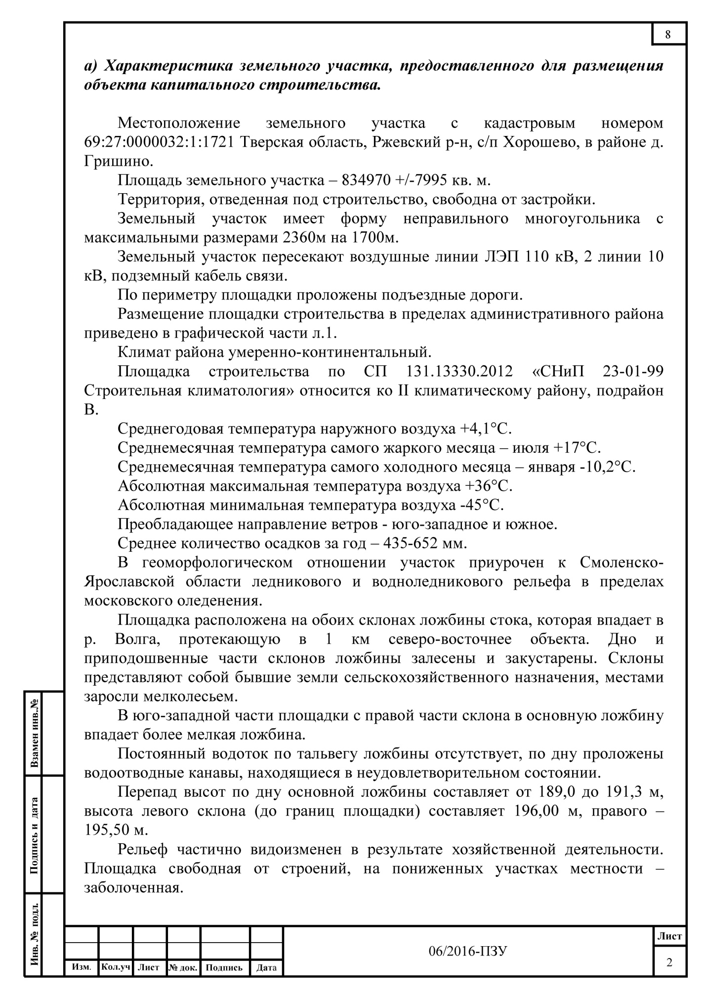 8
а) Характеристика земельного участка, предоставленного для размещения
объекта капитального строительства.
Местоположение земельного участка с кадастровым номером
69:27:0000032:1:1721 Тверская область, Ржевский р-н, с/п Хорошево, в районе д.
Гришино.
Площадь земельного участка – 834970 +/-7995 кв. м.
Территория, отведенная под строительство, свободна от застройки.
Земельный участок имеет форму неправильного многоугольника с
максимальными размерами 2360м на 1700м.
Земельный участок пересекают воздушные линии ЛЭП 110 кВ, 2 линии 10
кВ, подземный кабель связи.
По периметру площадки проложены подъездные дороги.
Размещение площадки строительства в пределах административного района
приведено в графической части л.1.
Климат района умеренно-континентальный.
Площадка строительства по СП 131.13330.2012 «СНиП 23-01-99
Строительная климатология» относится ко II климатическому району, подрайон
В.
Среднегодовая температура наружного воздуха +4,1°С.
Среднемесячная температура самого жаркого месяца – июля +17°С.
Среднемесячная температура самого холодного месяца – января -10,2°С.
Абсолютная максимальная температура воздуха +36°С.
Абсолютная минимальная температура воздуха -45°С.
Преобладающее направление ветров - юго-западное и южное.
Среднее количество осадков за год – 435-652 мм.
В геоморфологическом отношении участок приурочен к Смоленско-
Ярославской области ледникового и водноледникового рельефа в пределах
московского оледенения.
Площадка расположена на обоих склонах ложбины стока, которая впадает в
р. Волга, протекающую в 1 км северо-восточнее объекта. Дно и
приподошвенные части склонов ложбины залесены и закустарены. Склоны
представляют собой бывшие земли сельскохозяйственного назначения, местами
заросли мелколесьем.
В юго-западной части площадки с правой части склона в основную ложбину
впадает более мелкая ложбина.
Постоянный водоток по тальвегу ложбины отсутствует, по дну проложены
водоотводные канавы, находящиеся в неудовлетворительном состоянии.
Перепад высот по дну основной ложбины составляет от 189,0 до 191,3 м,
высота левого склона (до границ площадки) составляет 196,00 м, правого –
195,50 м.
Рельеф частично видоизменен в результате хозяйственной деятельности.
Площадка свободная от строений, на пониженных участках местности –
заболоченная.
Взамен инв.№
Подпись и дата
Инв. № подл.
Изм. Кол.уч Лист № док. Подпись Дата
06/2016-ПЗУ
Лист
2